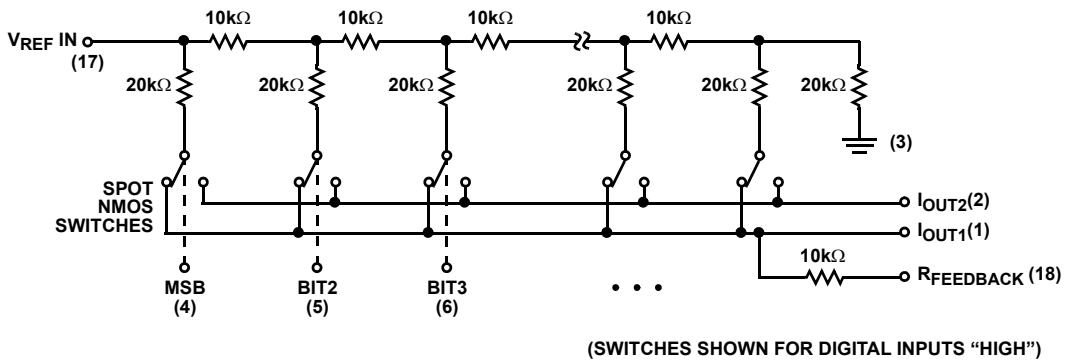 10kΩ 10kΩ 10kΩ 10kΩ
VREF IN
(17)
20kΩ 20kΩ 20kΩ 20kΩ 20kΩ 20kΩ
(3)
SPOT
NMOS
SWITCHES
IOUT2(2)
IOUT1(1)
10kΩ
RFEEDBACK (18)
MSB BIT2 BIT3
(4) (5) (6)
• • •
(SWITCHES SHOWN FOR DIGITAL INPUTS “HIGH”)